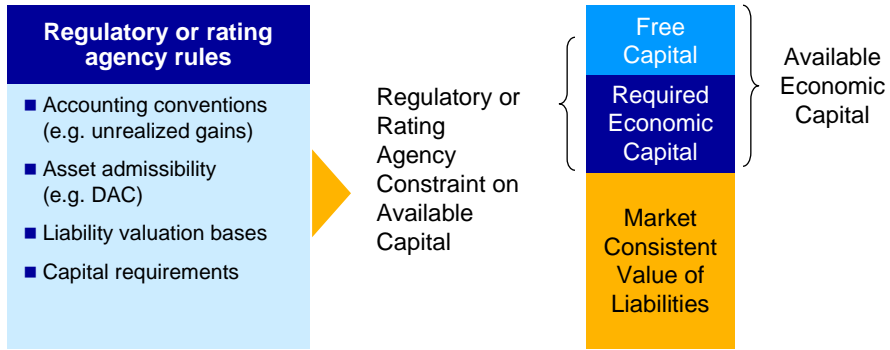 Regulatory or rating
agency rules
Accounting conventions
(e.g. unrealized gains)
Asset admissibility
(e.g. DAC)
Liability valuation bases
Capital requirements
Regulatory or
Rating
Agency
Constraint on
Available
Capital
Free
Capital
Required
Economic
Capital
Market
Consistent
Value of
Liabilities
Available
Economic
Capital